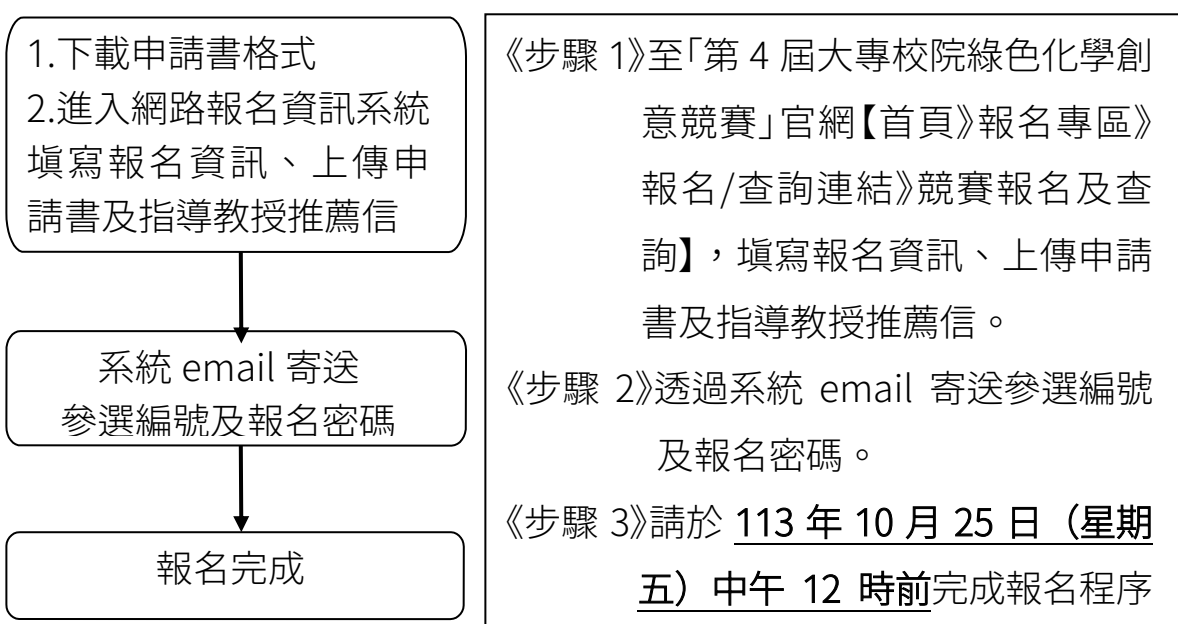 1.下載申請書格式
2.進入網路報名資訊系統
填寫報名資訊、上傳申
請書及指導教授推薦信
系統 email 寄送
參選編號及報名密碼
報名完成
《步驟 1》至「第 4 屆大專校院綠色化學創
意競賽」官網【首頁》報名專區》
報名/查詢連結》競賽報名及查
詢】，填寫報名資訊、上傳申請
書及指導教授推薦信。
《步驟 2》透過系統 email 寄送參選編號
及報名密碼。
《步驟 3》請於 113 年 10 月 25 日（星期
五）中午 12 時前完成報名程序